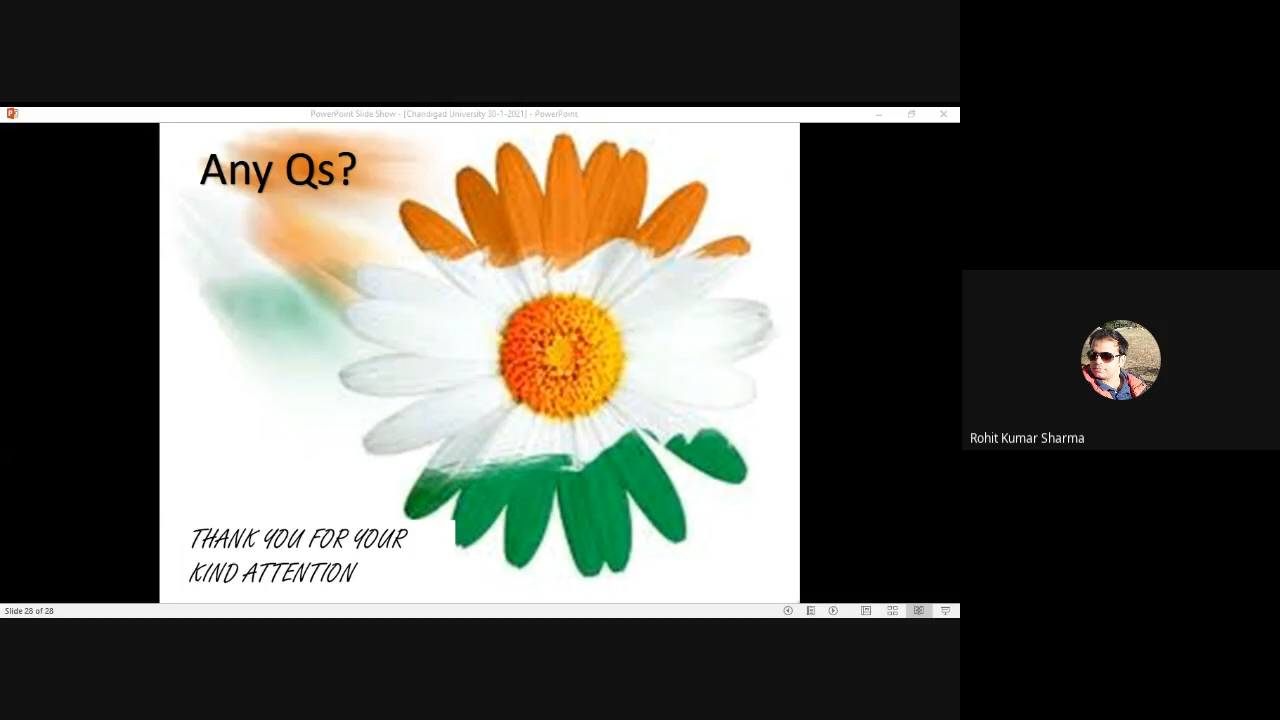 PowerPoint Slide Show - [Chandigad University 30-1-2021] - PowerPoint
Any Qs?
THANK YOU FOR YOUR
KIND ATTENTION
Rohit Kumar Sharma
Slide 28 of 28